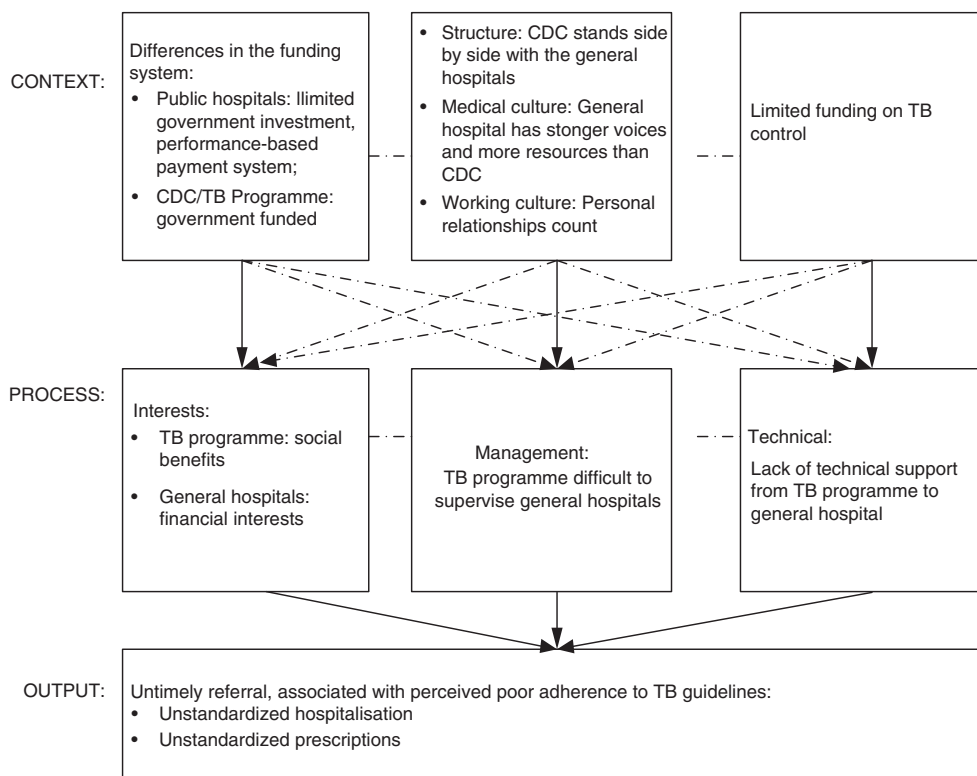 CONTEXT:
Differences in the funding
system:
• Public hospitals: llimited
government investment,
performance-based
payment system;
• CDC/TB Programme:
government funded
• Structure: CDC stands side
by side with the general
hospitals
• Medical culture: General
hospital has stonger voices
and more resources than
CDC
• Working culture: Personal
relationships count
Limited funding on TB
control
PROCESS:
Interests:
• TB programme: social
benefits
• General hospitals:
financial interests
Management:
TB programme difficult to
supervise general hospitals
Technical:
Lack of technical support
from TB programme to
general hospital
OUTPUT:
Untimely referral, associated with perceived poor adherence to TB guidelines:
• Unstandardized hospitalisation
• Unstandardized prescriptions